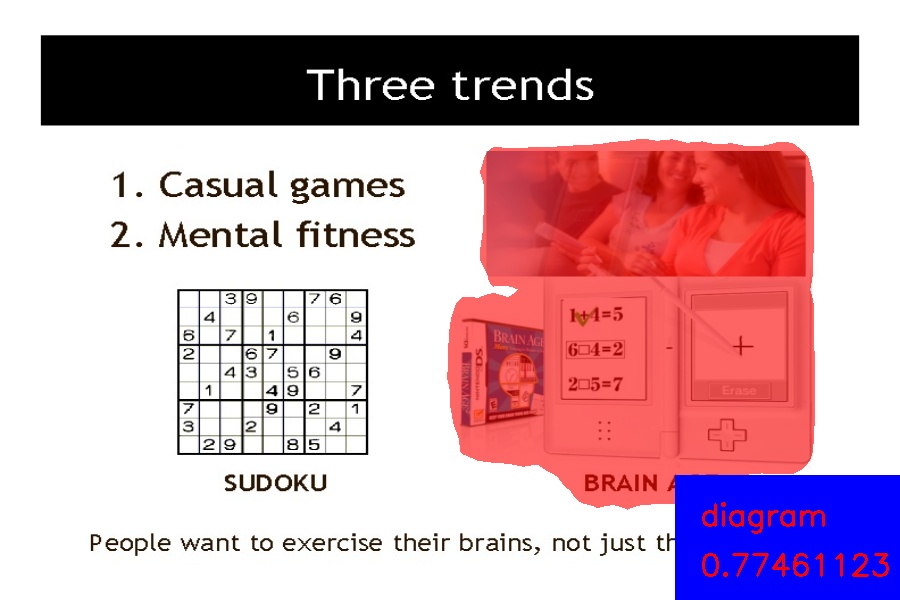 Three trends
1. Casual games
2. Mental fitness
3 9 7 6
4 6 9
6 7 1 4
2 6 7 9
4 3 5 6
1 4 9 7
7 9 2 1
3 2 4
2 9 8 5
BRAIN AGE
NINTENDO DS
1+4=5
6□4=2
2□5=7
+
Erase
SUDOKU
BRAIN
People want to exercise their brains, not just
diagram
0.77461123